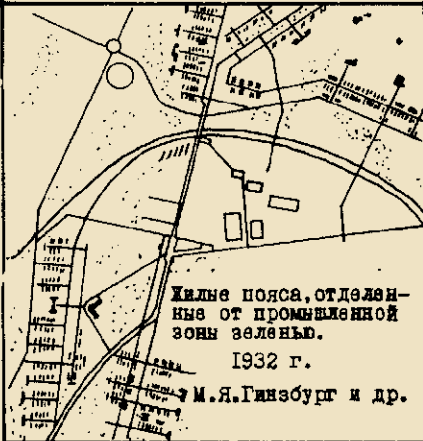 Жилые пояса, отделен-
ные от промышленной
зоны зеленью.
1932 г.
М.Я.Гинзбург и др.